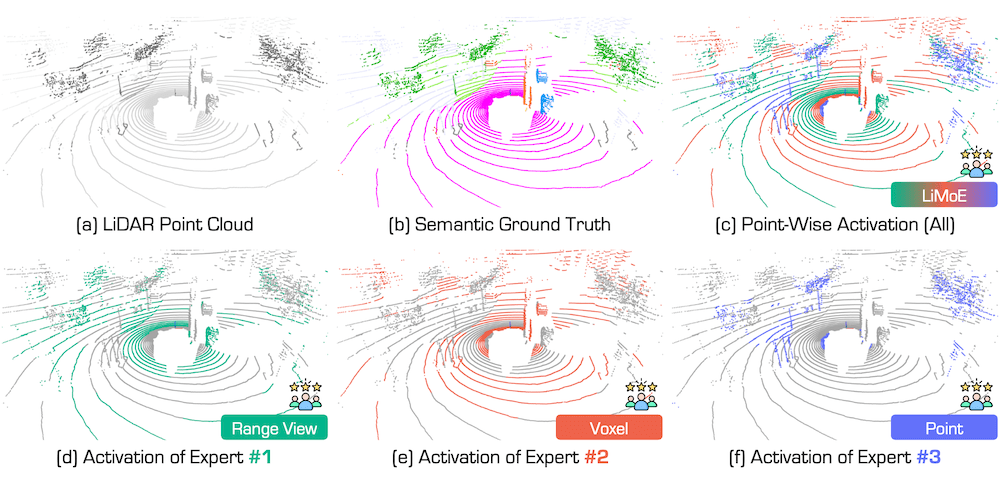 (a) LiDAR Point Cloud
(b) Semantic Ground Truth
LiMoE
(c) Point-Wise Activation (All)
Range View
(d) Activation of Expert #1
Voxel
(e) Activation of Expert #2
Point
(f) Activation of Expert #3